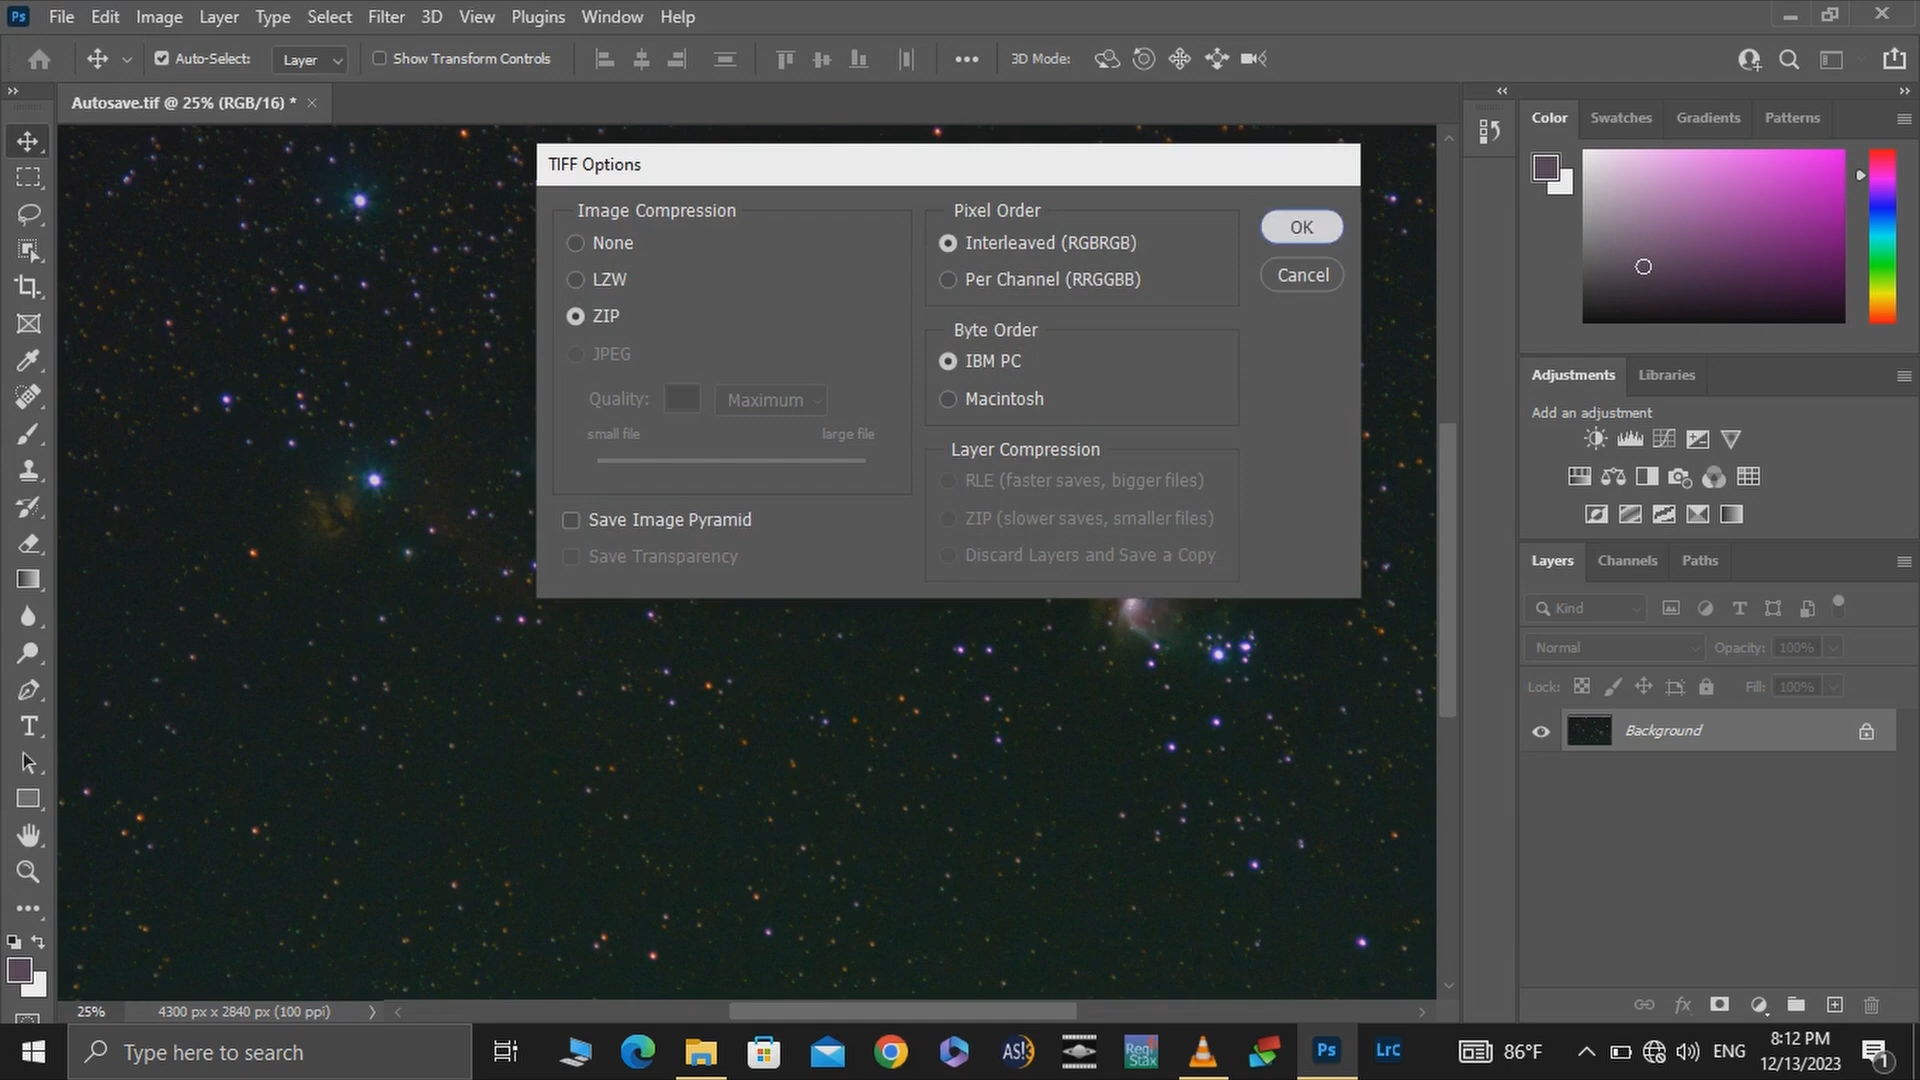 Ps File Edit Image Layer Type Select Filter 3D View Plugins Window Help
Auto-Select: Layer Show Transform Controls 3D Mode:
Autosave.tif @ 25% (RGB/16) *
TIFF Options
Image Compression
None
LZW
ZIP
JPEG
Quality: Maximum
small file large file
Save Image Pyramid
Save Transparency
Pixel Order
Interleaved (RGBRGB)
Per Channel (RRGGBB)
Byte Order
IBM PC
Macintosh
Layer Compression
RLE (faster saves, bigger files)
ZIP (slower saves, smaller files)
Discard Layers and Save a Copy
OK
Cancel
Color Swatches Gradients Patterns
Adjustments Libraries
Add an adjustment
Layers Channels Paths
Kind
Normal Opacity: 100%
Lock: Fill: 100%
Background
fx
25% 4300 px x 2840 px (100 ppi)
Type here to search
AS!
Regi
Stax
Ps
LrC
86°F
ENG
8:12 PM
12/13/2023
1